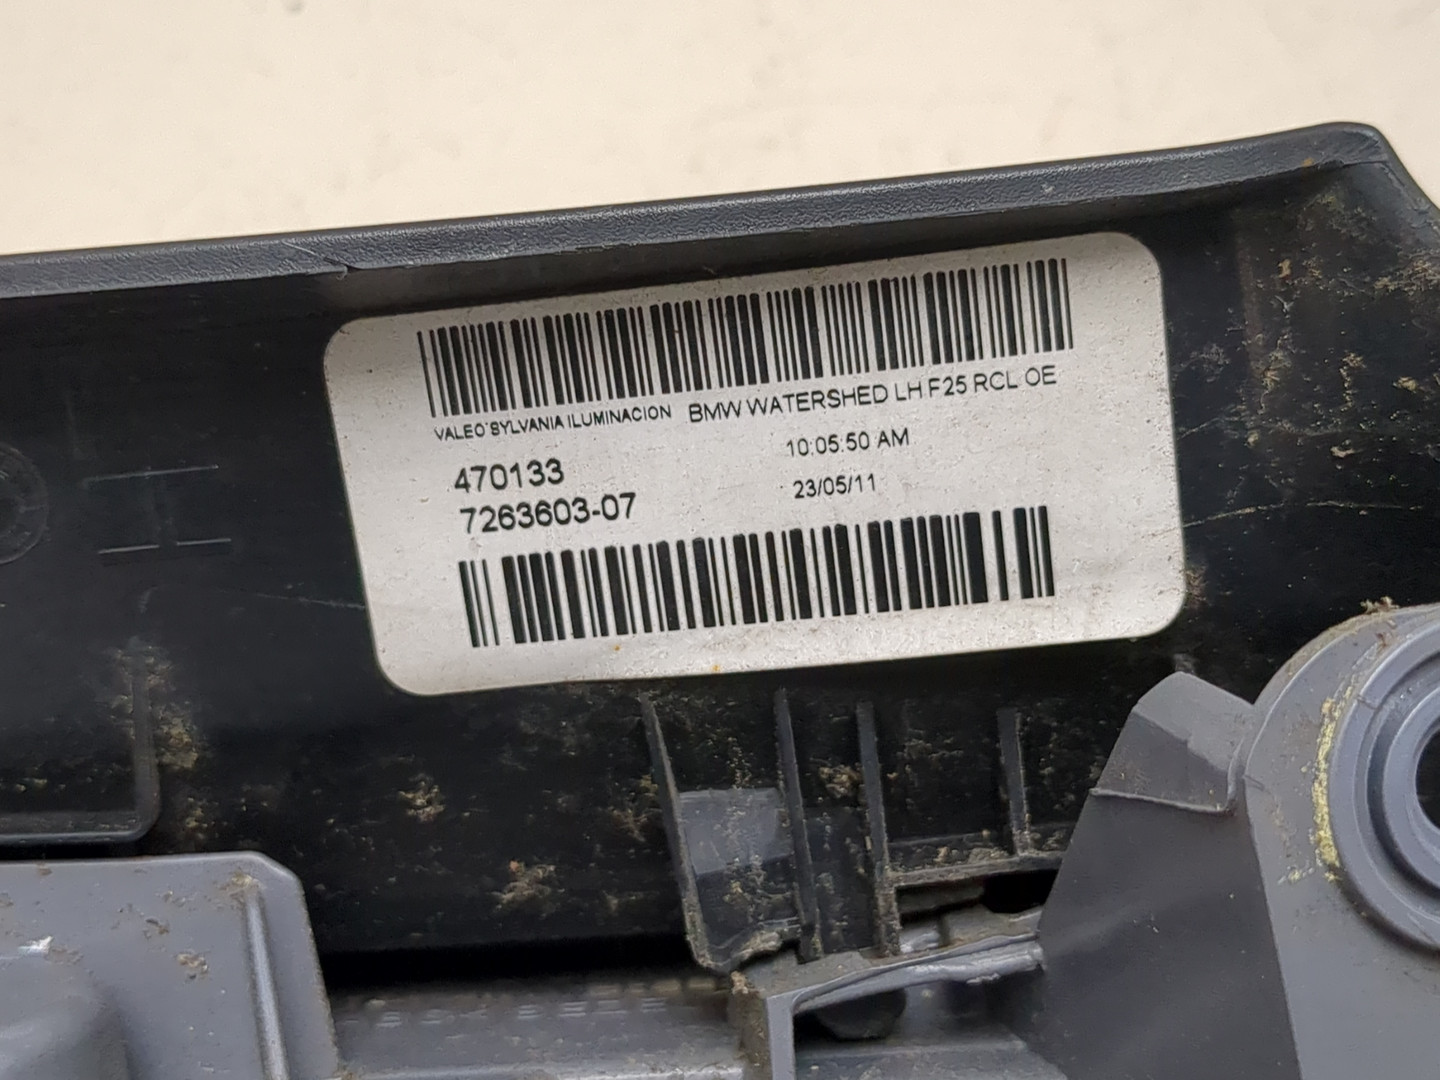 VALEO SYLVANIA ILUMINACION BMW WATERSHED LH F25 RCL OE
470133 10:05:50 AM
7263603-07 23/05/11